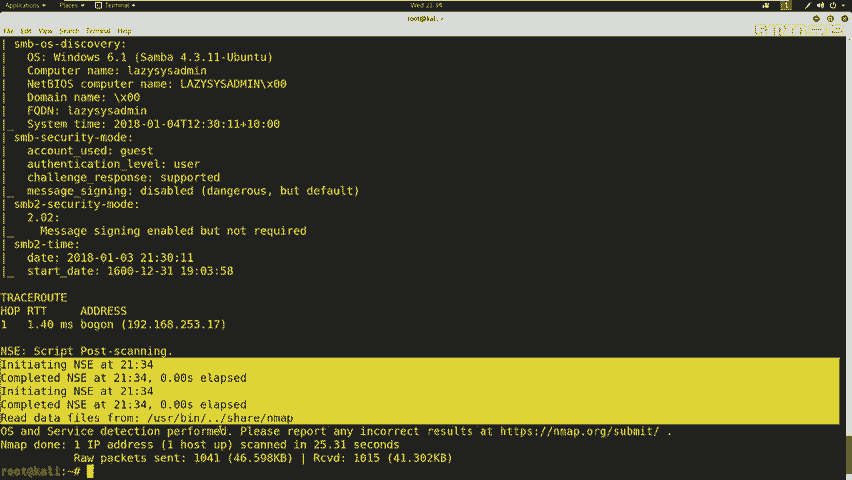 Applications Places Terminal Wed 21:34 1
root@kali: ~
File Edit View Search Terminal Help
| smb-os-discovery:
|   OS: Windows 6.1 (Samba 4.3.11-Ubuntu)
|   Computer name: lazysysadmin
|   NetBIOS computer name: LAZYSYSADMIN\x00
|   Domain name: \x00
|   FQDN: lazysysadmin
|_  System time: 2018-01-04T12:30:11+10:00
| smb-security-mode:
|   account_used: guest
|   authentication_level: user
|   challenge_response: supported
|_  message_signing: disabled (dangerous, but default)
| smb2-security-mode:
|   2.02:
|_    Message signing enabled but not required
| smb2-time:
|   date: 2018-01-03 21:30:11
|_  start_date: 1600-12-31 19:03:58
TRACEROUTE
HOP RTT     ADDRESS
1   1.40 ms bogon (192.168.253.17)
NSE: Script Post-scanning.
Initiating NSE at 21:34
Completed NSE at 21:34, 0.00s elapsed
Initiating NSE at 21:34
Completed NSE at 21:34, 0.00s elapsed
Read data files from: /usr/bin/../share/nmap
OS and Service detection performed. Please report any incorrect results at https://nmap.org/submit/ .
Nmap done: 1 IP address (1 host up) scanned in 25.31 seconds
           Raw packets sent: 1041 (46.598KB) | Rcvd: 1015 (41.302KB)
root@kali:~#